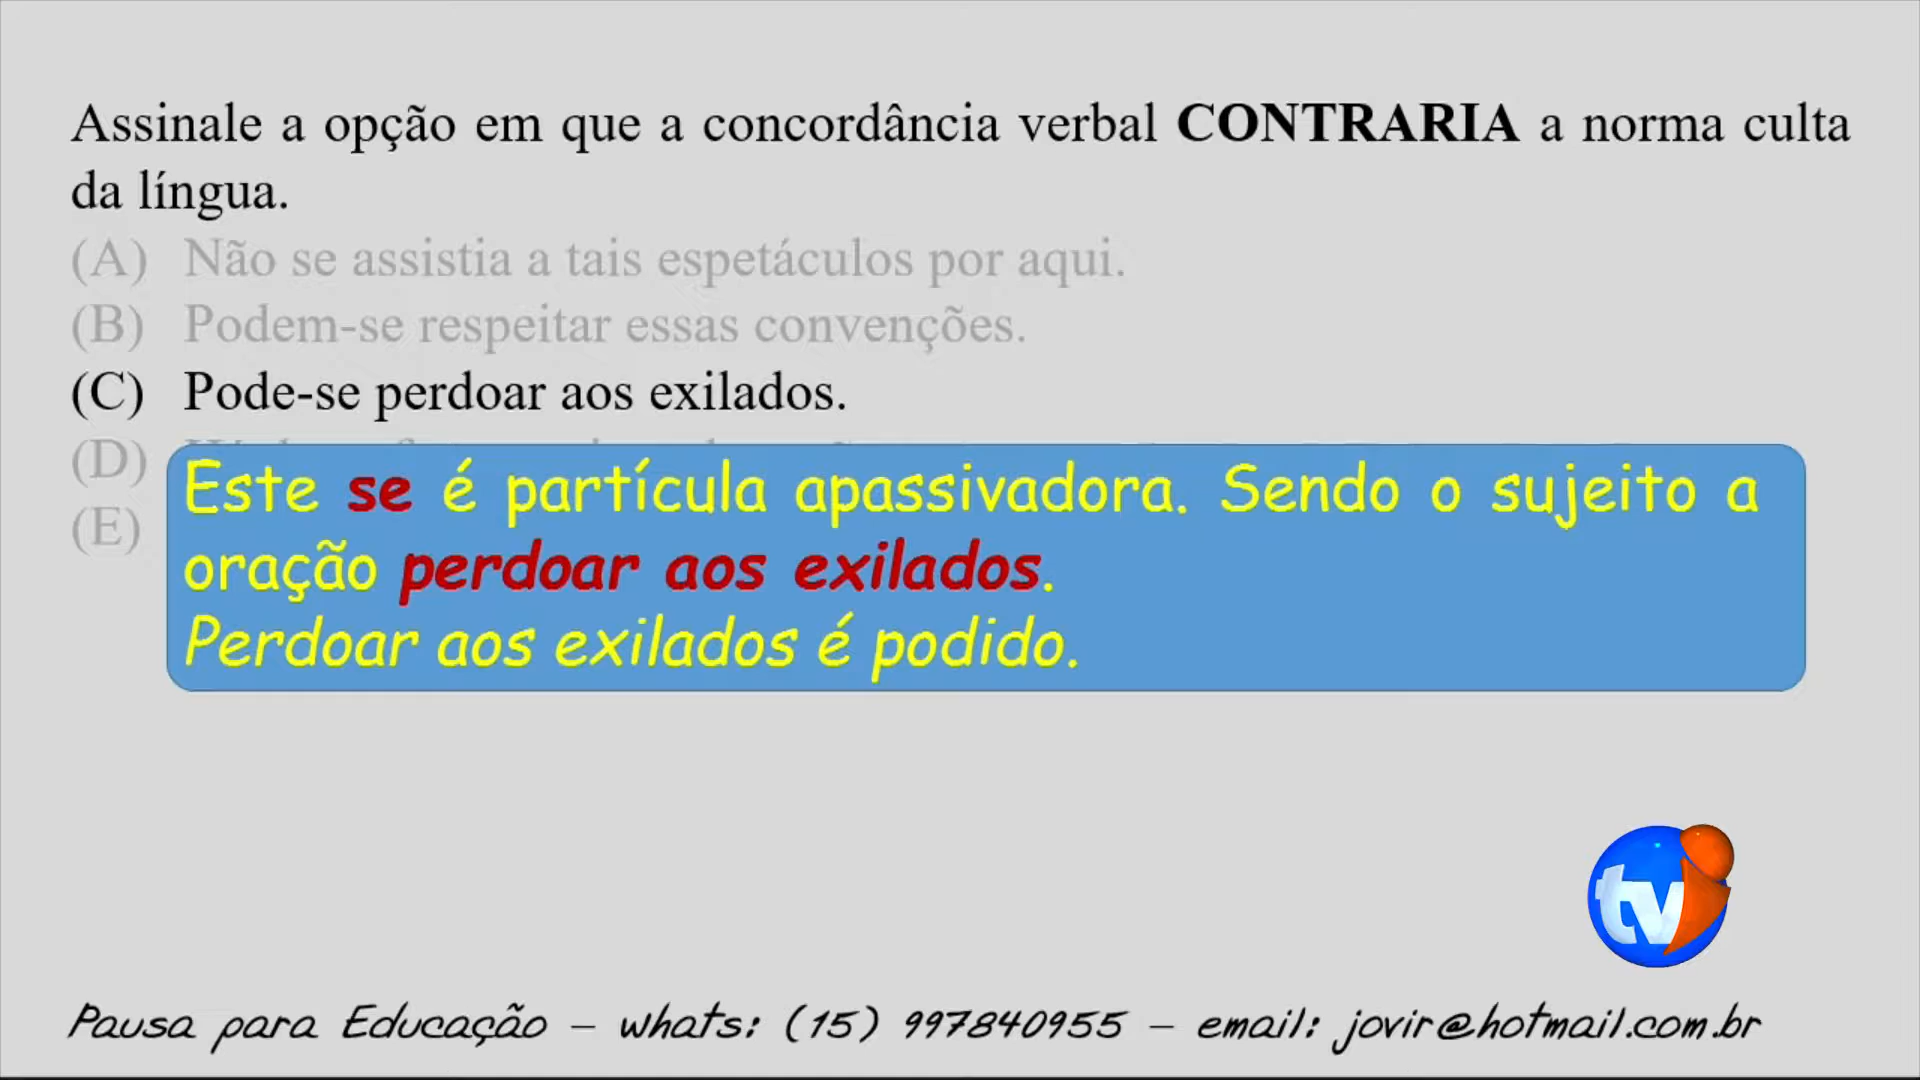 Assinale a opção em que a concordância verbal CONTRARIA a norma culta
da língua.
(A) Não se assistia a tais espetáculos por aqui.
(B) Podem-se respeitar essas convenções.
(C) Pode-se perdoar aos exilados.
(D)
Este se é partícula apassivadora. Sendo o sujeito a
(E)
oração perdoar aos exilados.
Perdoar aos exilados é podido.
tv
Pausa para Educação – whats: (15) 997840955 – email: jovir@hotmail.com.br